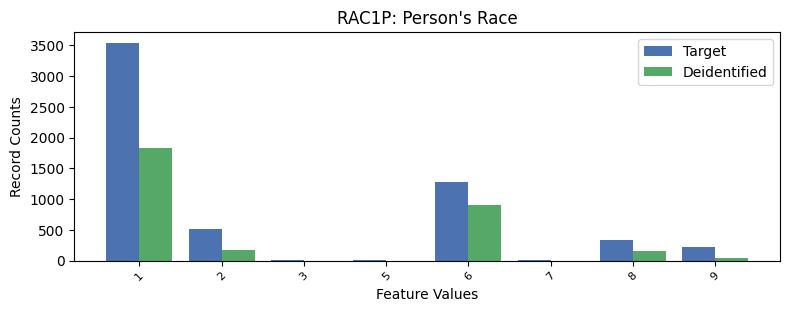 RAC1P: Person's Race
Target
Deidentified
Record Counts
3500
3000
2500
2000
1500
1000
500
0
1 2 3 5 6 7 8 9
Feature Values